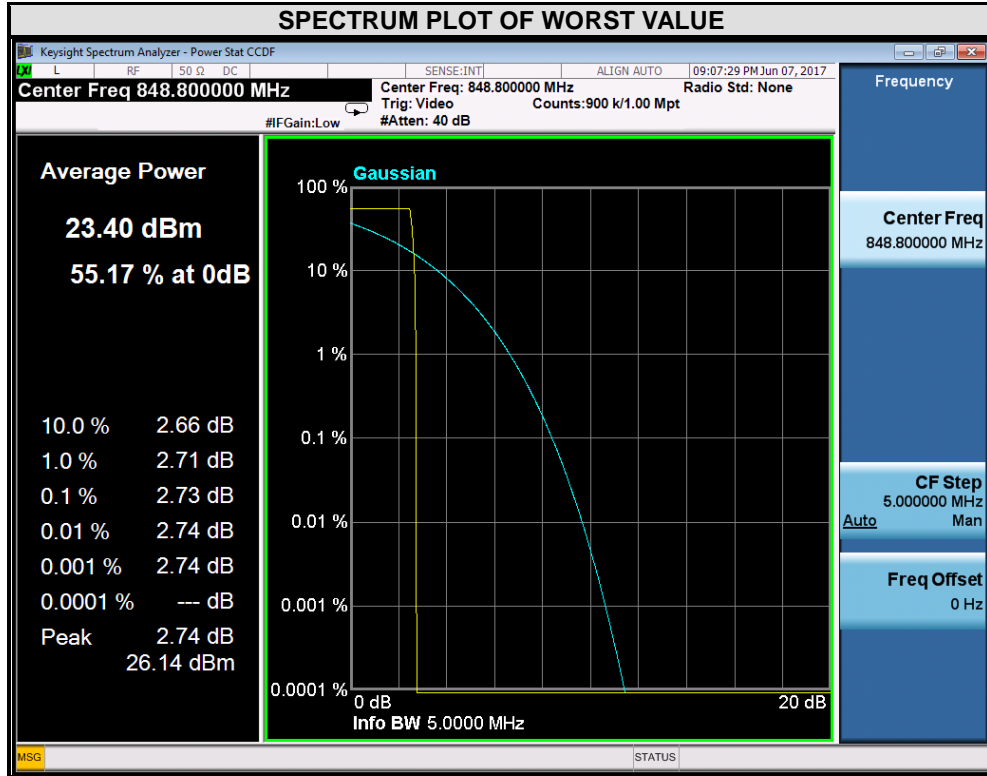 SPECTRUM PLOT OF WORST VALUE
Keysight Spectrum Analyzer - Power Stat CCDF
LXI L RF 50 Ω DC SENSE:INT ALIGN AUTO 09:07:29 PM Jun 07, 2017
Center Freq 848.800000 MHz
#IFGain:Low
Center Freq: 848.800000 MHz
Trig: Video
#Atten: 40 dB
Counts:900 k/1.00 Mpt
Radio Std: None
Average Power
23.40 dBm
55.17 % at 0dB
10.0 % 2.66 dB
1.0 % 2.71 dB
0.1 % 2.73 dB
0.01 % 2.74 dB
0.001 % 2.74 dB
0.0001 % --- dB
Peak 2.74 dB
26.14 dBm
Gaussian
100 %
10 %
1 %
0.1 %
0.01 %
0.001 %
0.0001 %
0 dB 20 dB
Info BW 5.0000 MHz
Frequency
Center Freq
848.800000 MHz
CF Step
5.000000 MHz
Auto Man
Freq Offset
0 Hz
MSG STATUS